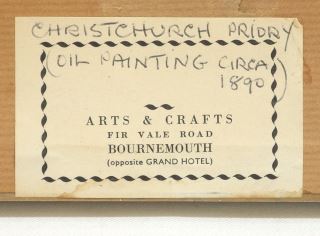 CHRISTCHURCH PRIORY
(OIL PAINTING CIRCA
1890)
ARTS & CRAFTS
FIR VALE ROAD
BOURNEMOUTH
(opposite GRAND HOTEL)